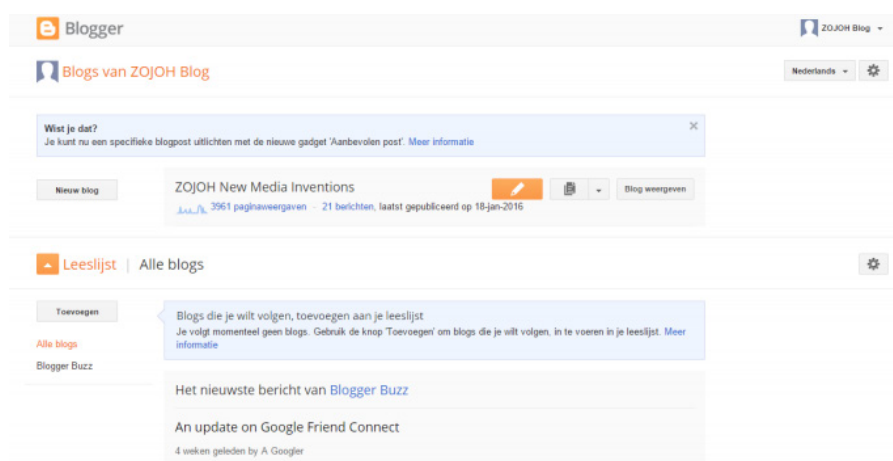 Blogger
ZOJOH Blog
Blogs van ZOJOH Blog
Nederlands
Wist je dat?
Je kunt nu een specifieke blogpost uitlichten met de nieuwe gadget 'Aanbevolen post'. Meer informatie
Nieuw blog
ZOJOH New Media Inventions
Blog weergeven
3961 paginaweergaven – 21 berichten, laatst gepubliceerd op 18-jan-2016
Leeslijst | Alle blogs
Toevoegen
Blogs die je wilt volgen, toevoegen aan je leeslijst
Je volgt momenteel geen blogs. Gebruik de knop 'Toevoegen' om blogs die je wilt volgen, in te voeren in je leeslijst. Meer
informatie
Alle blogs
Blogger Buzz
Het nieuwste bericht van Blogger Buzz
An update on Google Friend Connect
4 weken geleden by A Googler